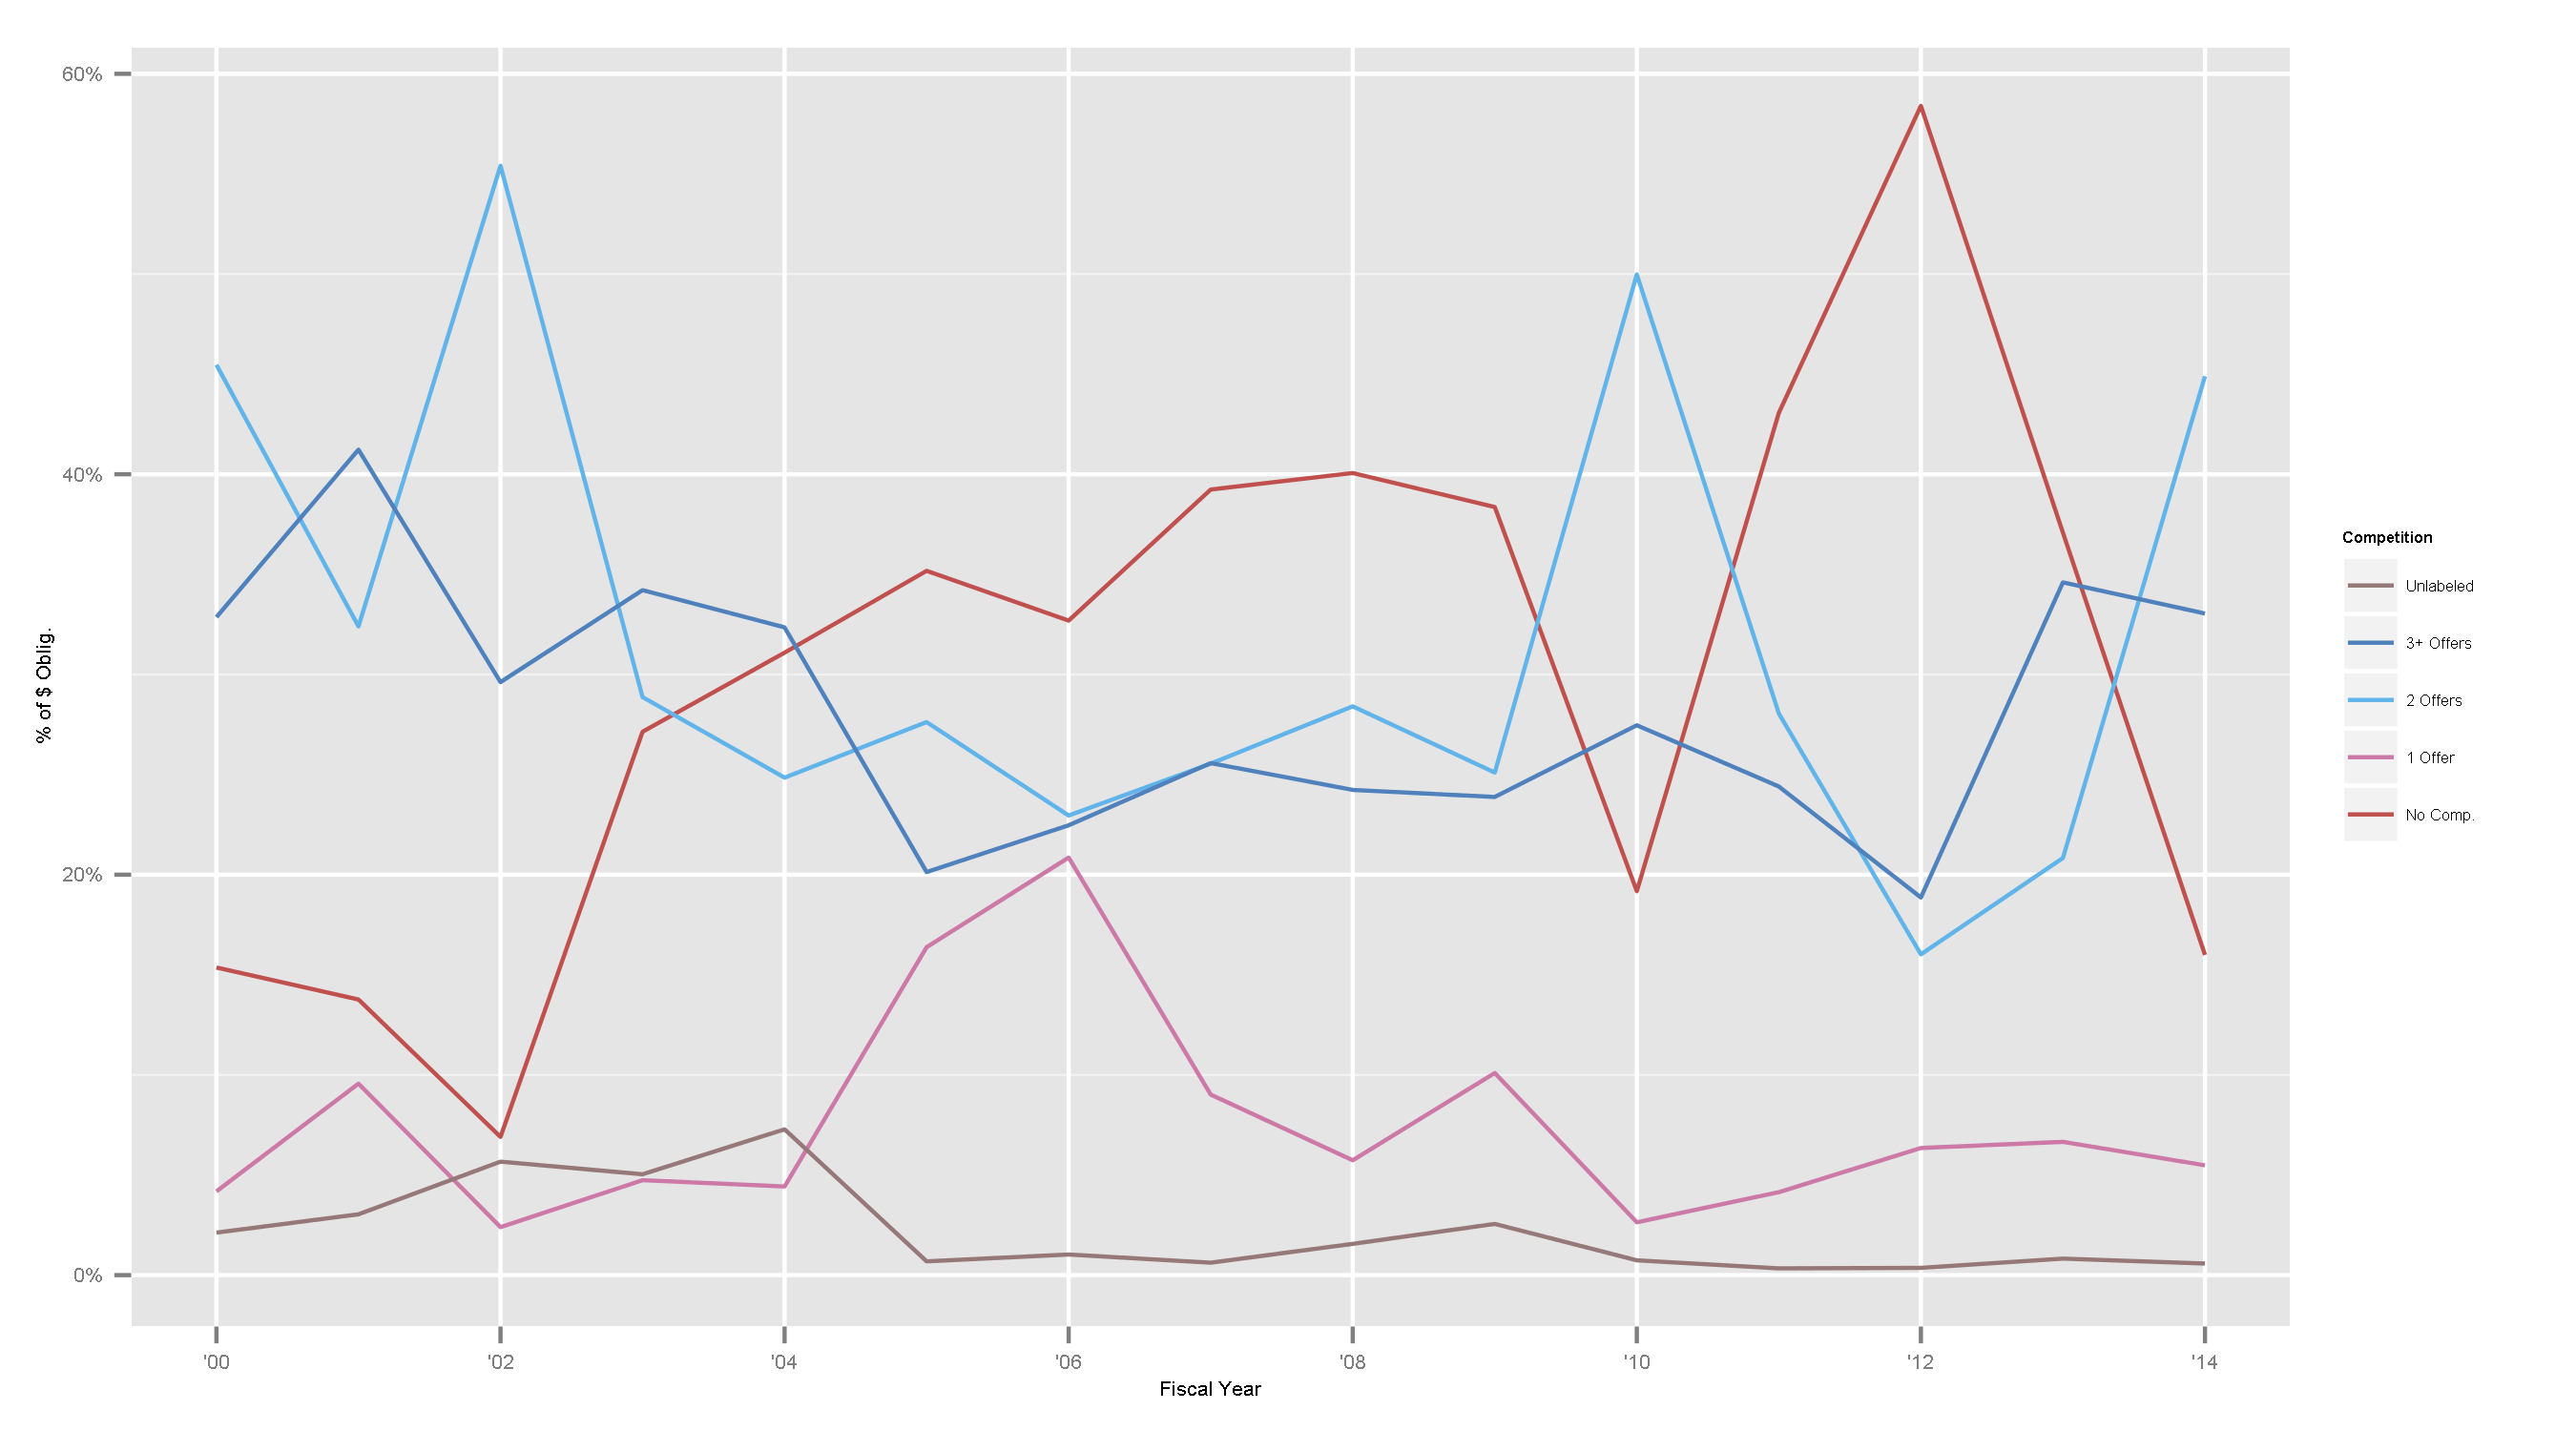 60%
40%
20%
0%
% of $ Oblig.
'00 '02 '04 '06 '08 '10 '12 '14
Fiscal Year
Competition
Unlabeled
3+ Offers
2 Offers
1 Offer
No Comp.